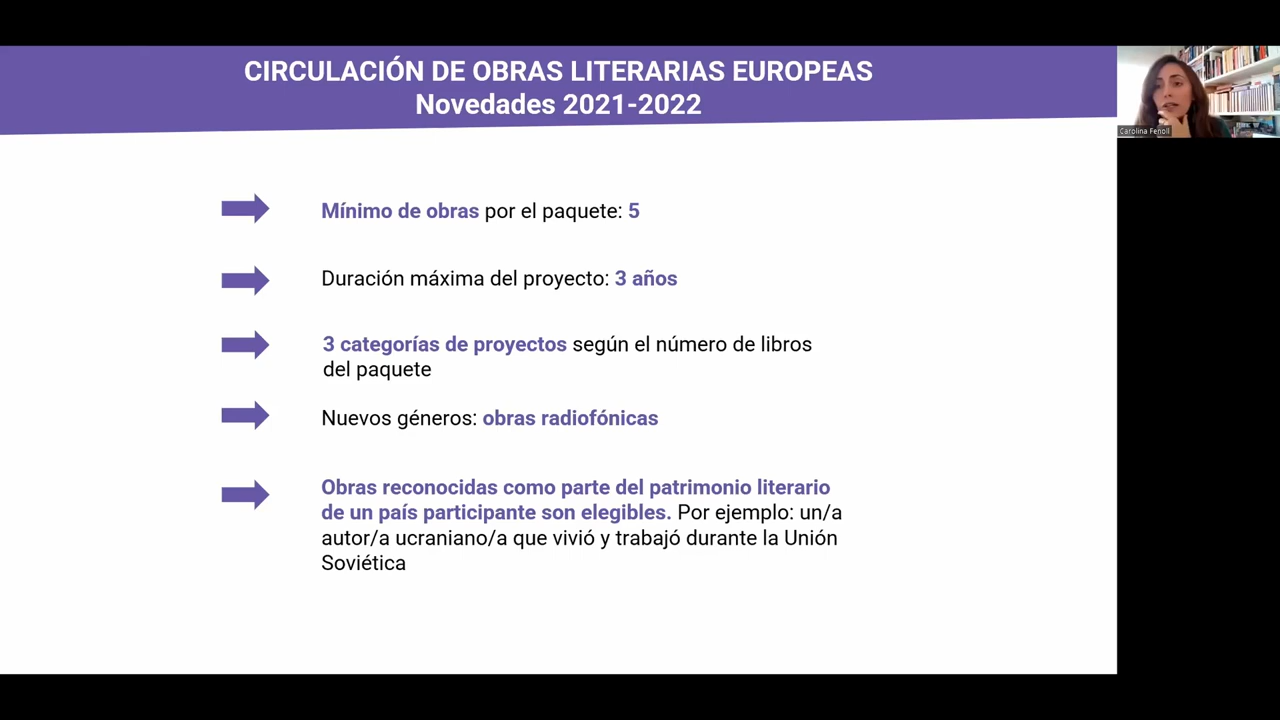 CIRCULACIÓN DE OBRAS LITERARIAS EUROPEAS
Novedades 2021-2022
Carolina Fenoll
Mínimo de obras por el paquete: 5
Duración máxima del proyecto: 3 años
3 categorías de proyectos según el número de libros
del paquete
Nuevos géneros: obras radiofónicas
Obras reconocidas como parte del patrimonio literario
de un país participante son elegibles. Por ejemplo: un/a
autor/a ucraniano/a que vivió y trabajó durante la Unión
Soviética